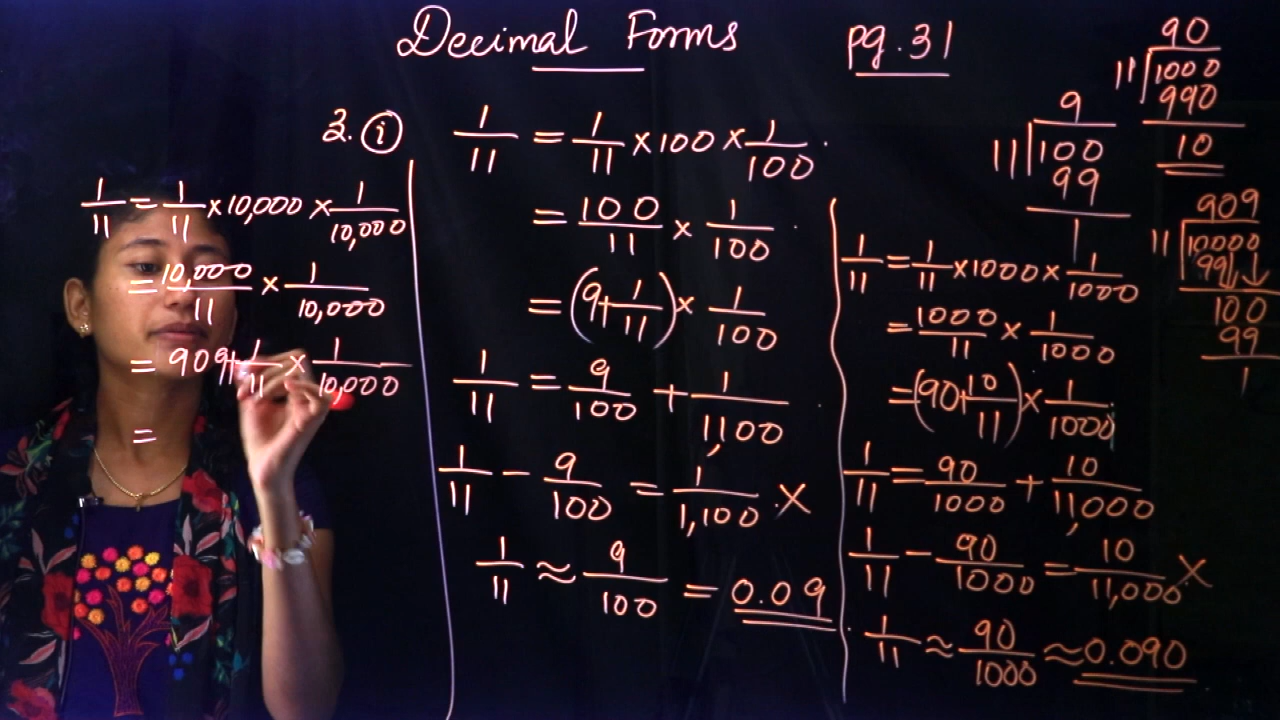 Decimal Forms pg.31
3. (i)
1/11 = 1/11 × 100 × 1/100
= 100/11 × 1/100
= (9+1/11) × 1/100
1/11 = 9/100 + 1/1,100
1/11 − 9/100 = 1/1,100 ×
1/11 ≈ 9/100 = 0.09
1/11 = 1/11 × 1000 × 1/1000
= 1000/11 × 1/1000
= (90+10/11) × 1/1000
1/11 = 90/1000 + 10/11,000
1/11 − 90/1000 = 10/11,000 ×
1/11 ≈ 90/1000 ≈ 0.090
1/11 = 1/11 × 10,000 × 1/10,000
= 10,000/11 × 1/10,000
= 909+1/11 × 1/10,000
=
9
11 100
99
1
90
11 1000
990
10
909
11 10000
99
100
99
1